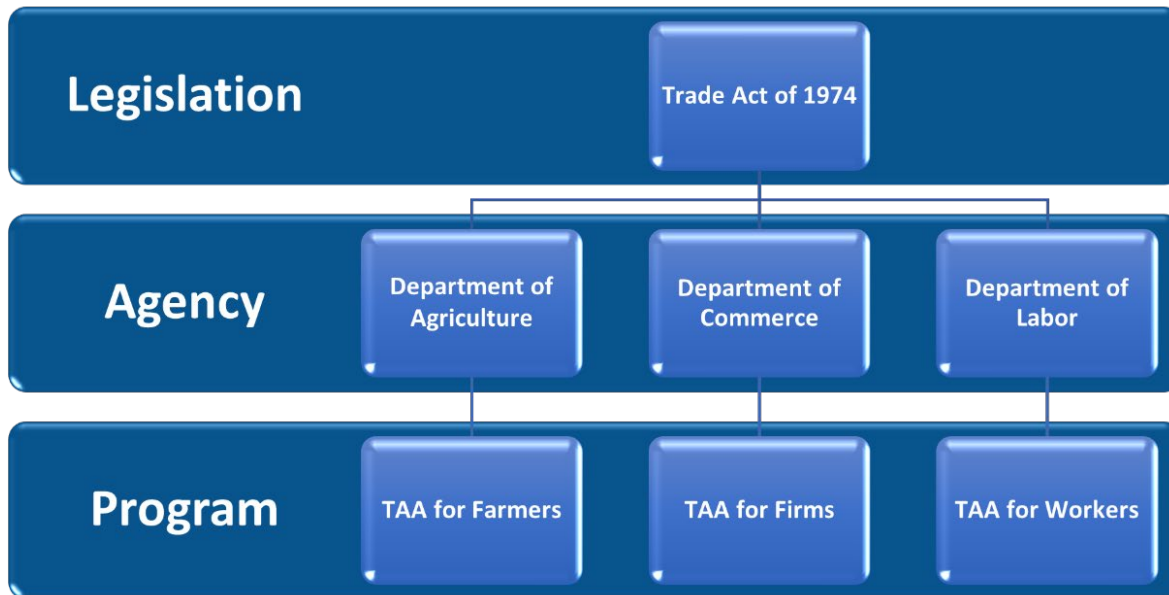 Legislation
Trade Act of 1974
Agency
Department of
Agriculture
Department of
Commerce
Department of
Labor
Program
TAA for Farmers
TAA for Firms
TAA for Workers